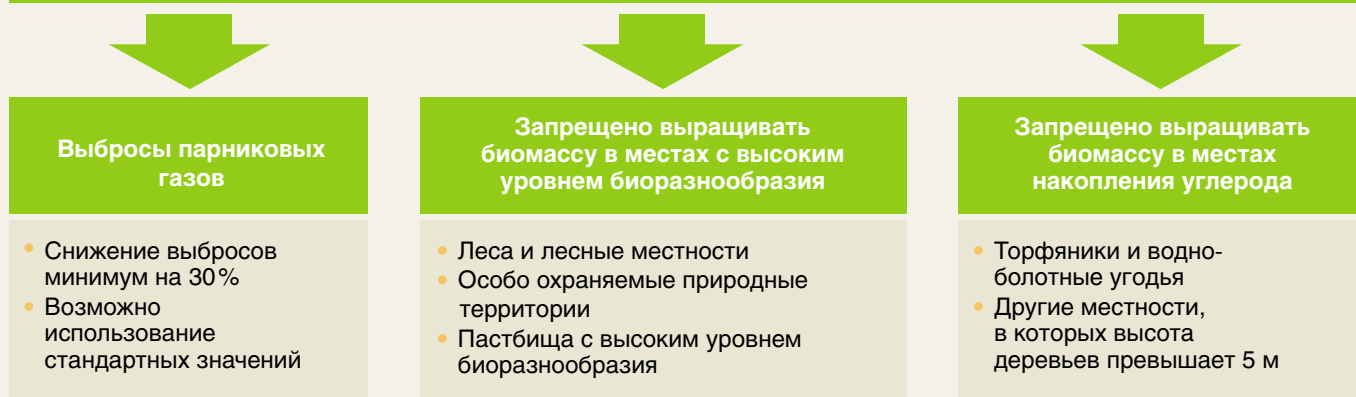 Выбросы парниковых
газов
Снижение выбросов
минимум на 30%
Возможно
использование
стандартных значений
Запрещено выращивать
биомассу в местах с высоким
уровнем биоразнообразия
Леса и лесные местности
Особо охраняемые природные
территории
Пастбища с высоким уровнем
биоразнообразия
Запрещено выращивать
биомассу в местах
накопления углерода
Торфяники и водно-
болотные угодья
Другие местности,
в которых высота
деревьев превышает 5 м